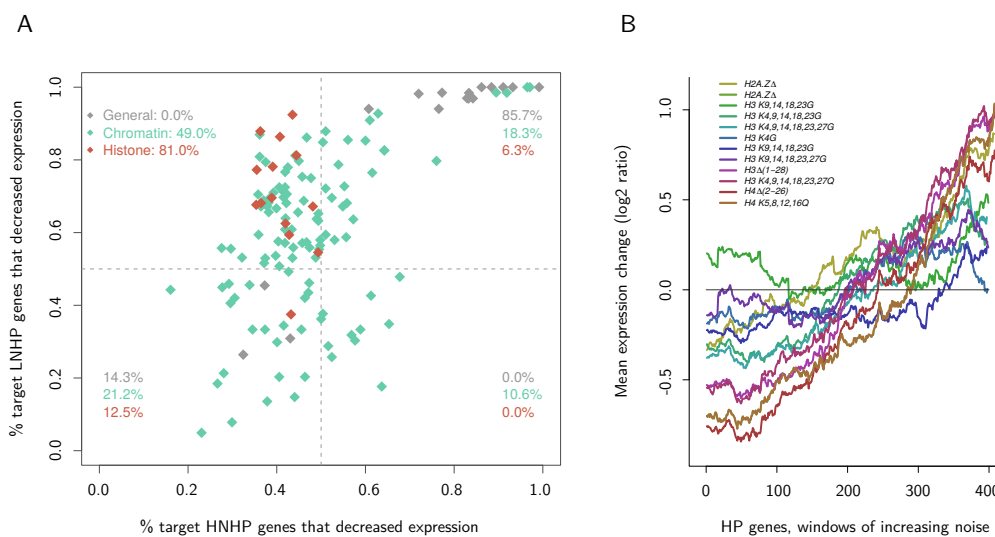 A
% target LNHP genes that decreased expression
1.0
0.8
0.6
0.4
0.2
0.0
General: 0.0%
Chromatin: 49.0%
Histone: 81.0%
85.7%
18.3%
6.3%
14.3%
21.2%
12.5%
0.0%
10.6%
0.0%
0.0
0.2
0.4
0.6
0.8
1.0
% target HNHP genes that decreased expression
B
Mean expression change (log2 ratio)
1.0
0.5
0.0
−0.5
H2A.ZΔ
H2A.ZΔ
H3 K9,14,18,23G
H3 K4,9,14,18,23G
H3 K4,9,14,18,23,27G
H3 K4G
H3 K9,14,18,23G
H3 K9,14,18,23,27G
H3Δ(1−28)
H3 K4,9,14,18,23,27Q
H4Δ(2−26)
H4 K5,8,12,16Q
0
100
200
300
400
HP genes, windows of increasing noise